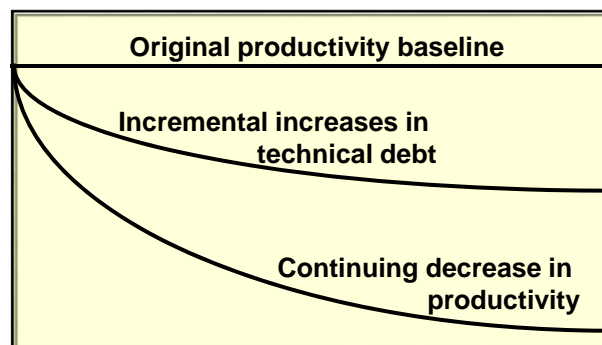 Original productivity baseline
Incremental increases in
technical debt
Continuing decrease in
productivity